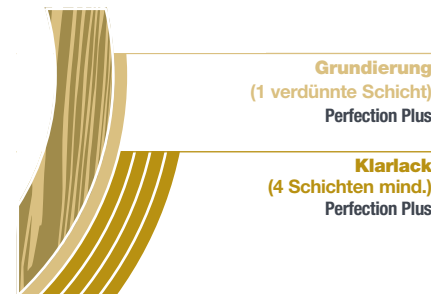 Grundierung
(1 verdünnte Schicht)
Perfection Plus
Klarlack
(4 Schichten mind.)
Perfection Plus